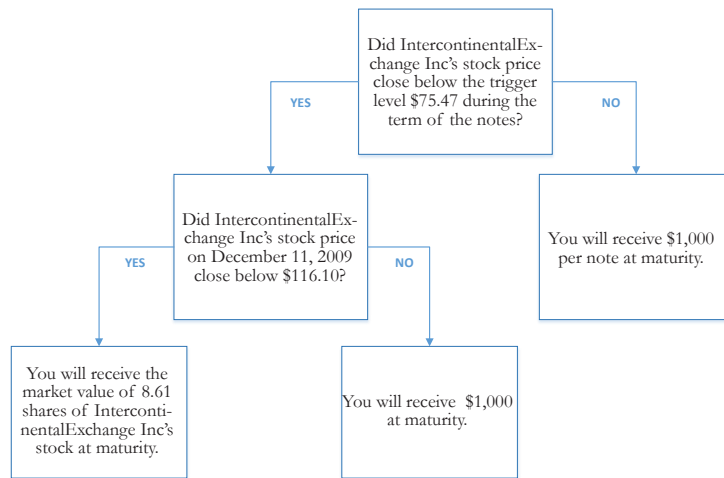 Did IntercontinentalEx-
change Inc's stock price
close below the trigger
level $75.47 during the
term of the notes?
YES
NO
Did IntercontinentalEx-
change Inc's stock price
on December 11, 2009
close below $116.10?
You will receive $1,000
per note at maturity.
YES
NO
You will receive the
market value of 8.61
shares of Interconti-
nentalExchange Inc's
stock at maturity.
You will receive  $1,000
at maturity.